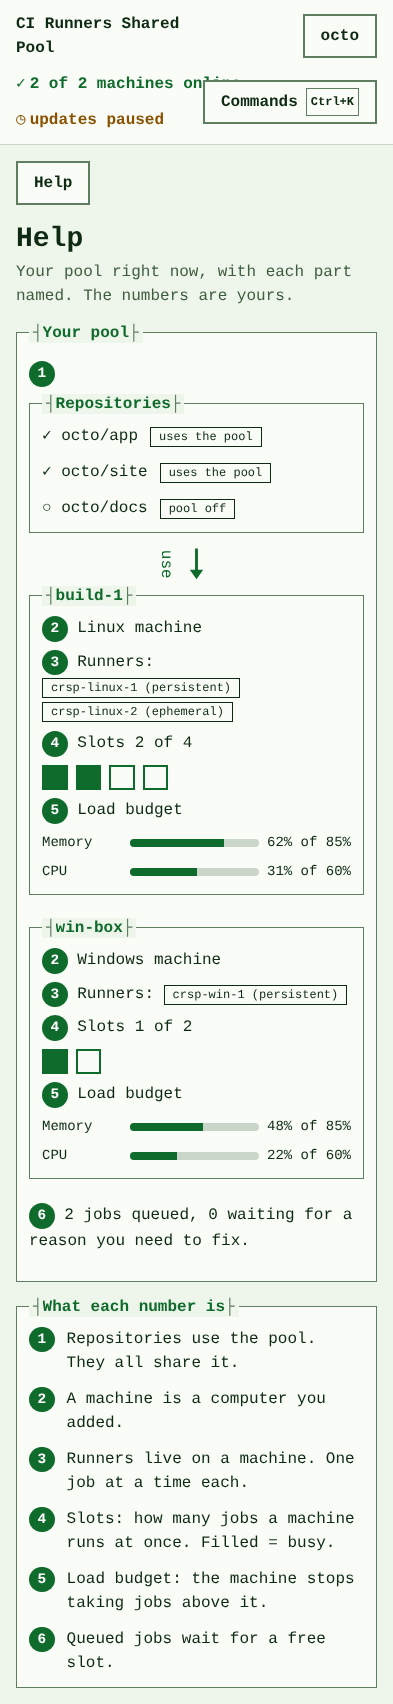 CI Runners Shared
Pool
octo
✓ 2 of 2 machines online
◷ updates paused
Commands Ctrl+K
Help
Help
Your pool right now, with each part
named. The numbers are yours.
Your pool
1
Repositories
✓ octo/app uses the pool
✓ octo/site uses the pool
○ octo/docs pool off
use
build-1
2 Linux machine
3 Runners:
crsp-linux-1 (persistent)
crsp-linux-2 (ephemeral)
4 Slots 2 of 4
5 Load budget
Memory 62% of 85%
CPU 31% of 60%
win-box
2 Windows machine
3 Runners: crsp-win-1 (persistent)
4 Slots 1 of 2
5 Load budget
Memory 48% of 85%
CPU 22% of 60%
6 2 jobs queued, 0 waiting for a
reason you need to fix.
What each number is
1 Repositories use the pool.
They all share it.
2 A machine is a computer you
added.
3 Runners live on a machine. One
job at a time each.
4 Slots: how many jobs a machine
runs at once. Filled = busy.
5 Load budget: the machine stops
taking jobs above it.
6 Queued jobs wait for a free
slot.